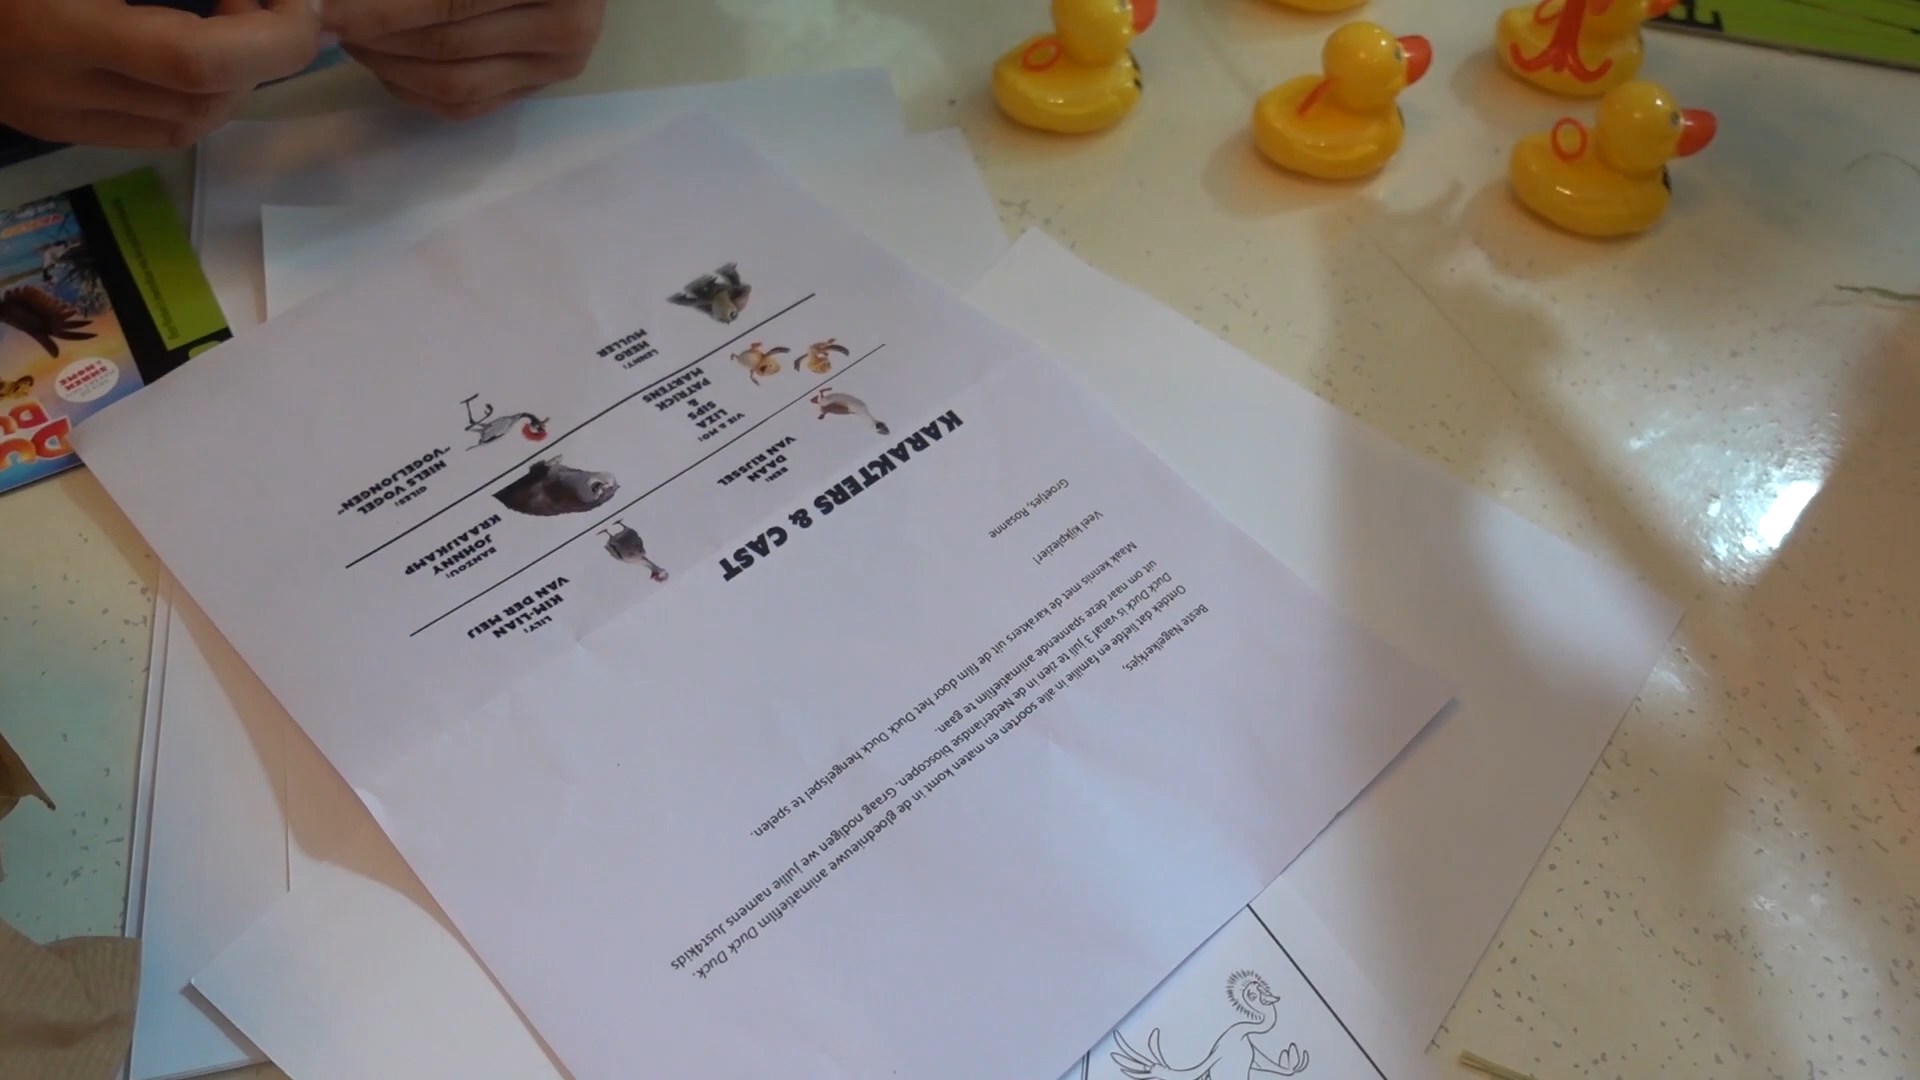 Beste Nagelkerkjes,
Ontdek dat liefde en familie in alle soorten en maten komt in de gloednieuwe animatiefilm Duck Duck.
Duck Duck is vanaf 3 juli te zien in de Nederlandse bioscopen. Graag nodigen we jullie namens Just4kids
uit om naar deze spannende animatiefilm te gaan.
Maak kennis met de karakters uit de film door het Duck Duck hengelspel te spelen.
Veel kijkplezier!
Groetjes, Rosanne
KARAKTERS & CAST
BEN:
DAAN
VAN RIJSSEL
LILY:
KIM-LIAN
VAN DER MEIJ
VIE & MO:
LIZA
SIPS
&
PATRICK
MARTENS
BANZOU:
JOHNNY
KRAAIJKAMP
LENNY:
HERO
MULLER
GILES:
NIELS VOGEL
"VOGELJONGEN"